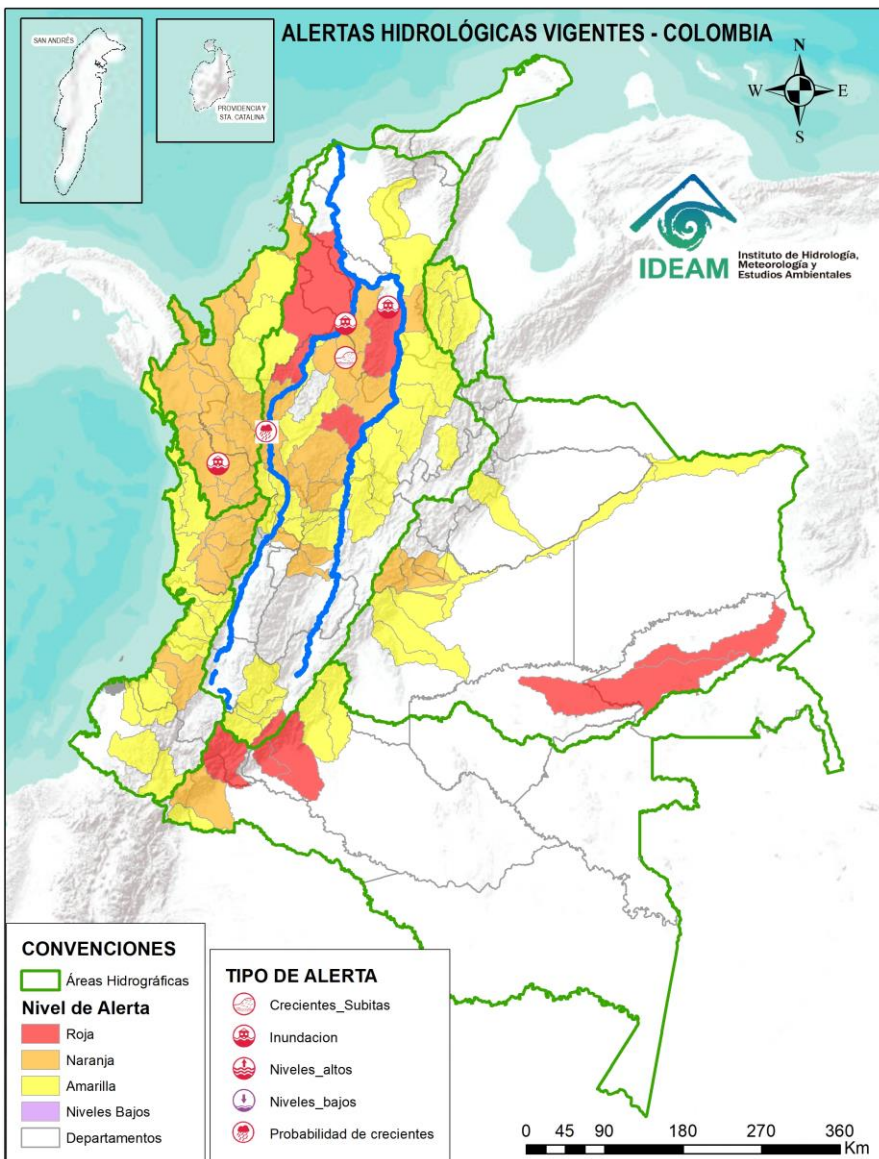 ALERTAS HIDROLÓGICAS VIGENTES - COLOMBIA
SAN ANDRÉS
PROVIDENCIA Y
STA. CATALINA
N
W
E
S
IDEAM
Instituto de Hidrología,
Meteorología y
Estudios Ambientales
CONVENCIONES
Áreas Hidrográficas
Nivel de Alerta
Roja
Naranja
Amarilla
Niveles Bajos
Departamentos
TIPO DE ALERTA
Crecientes_Subitas
Inundacion
Niveles_altos
Niveles_bajos
Probabilidad de crecientes
0 45 90 180 270 360
Km